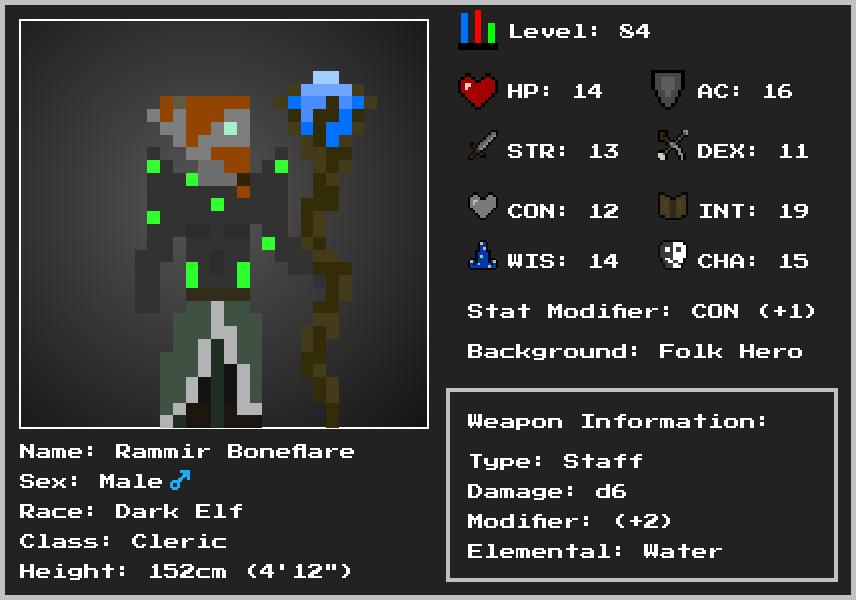 Level: 84
HP: 14
AC: 16
STR: 13
DEX: 11
CON: 12
INT: 19
WIS: 14
CHA: 15
Stat Modifier: CON (+1)
Background: Folk Hero
Weapon Information:
Type: Staff
Damage: d6
Modifier: (+2)
Elemental: Water
Name: Rammir Boneflare
Sex: Male♂
Race: Dark Elf
Class: Cleric
Height: 152cm (4'12")